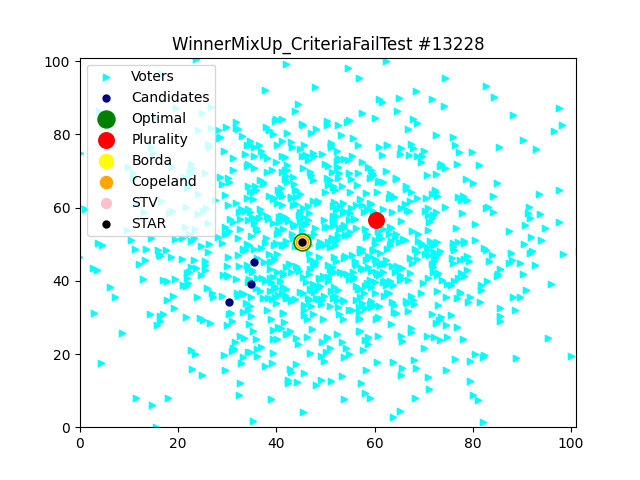 WinnerMixUp_CriteriaFailTest #13228
100
80
60
40
20
0
Voters
Candidates
Optimal
Plurality
Borda
Copeland
STV
STAR
0 20 40 60 80 100